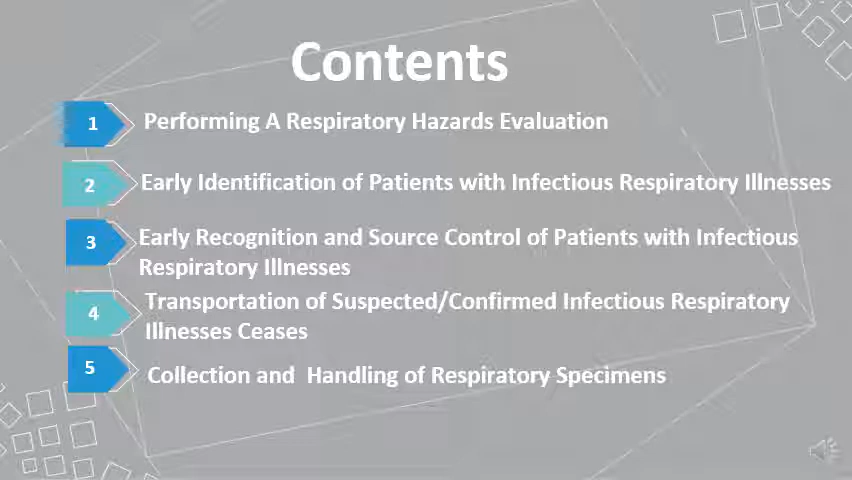 Contents
1 Performing A Respiratory Hazards Evaluation
2 Early Identification of Patients with Infectious Respiratory Illnesses
3 Early Recognition and Source Control of Patients with Infectious
Respiratory Illnesses
4 Transportation of Suspected/Confirmed Infectious Respiratory
Illnesses Ceases
5 Collection and  Handling of Respiratory Specimens